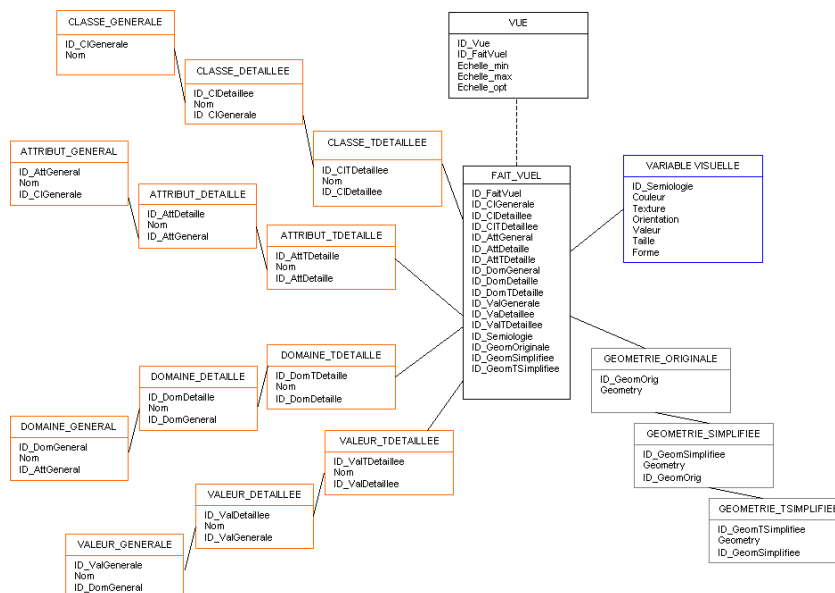 CLASSE_GENERALE
ID_ClGenerale
Nom
CLASSE_DETAILLEE
ID_ClDetaillee
Nom
ID_ClGenerale
CLASSE_TDETAILLEE
ID_ClTDetaillee
Nom
ID_ClDetaillee
ATTRIBUT_GENERAL
ID_AttGeneral
Nom
ID_ClGenerale
ATTRIBUT_DETAILLE
ID_AttDetaille
Nom
ID_AttGeneral
ATTRIBUT_TDETAILLE
ID_AttTDetaille
Nom
ID_AttDetaille
DOMAINE_TDETAILLE
ID_DomTDetaille
Nom
ID_DomDetaille
DOMAINE_DETAILLE
ID_DomDetaille
Nom
ID_DomGeneral
DOMAINE_GENERAL
ID_DomGeneral
Nom
ID_AttGeneral
VALEUR_TDETAILLEE
ID_ValTDetaillee
Nom
ID_ValDetaillee
VALEUR_DETAILLEE
ID_ValDetaillee
Nom
ID_ValGenerale
VALEUR_GENERALE
ID_ValGenerale
Nom
ID_DomGeneral
VUE
ID_Vue
ID_FaitVuel
Echelle_min
Echelle_max
Echelle_opt
FAIT_VUEL
ID_FaitVuel
ID_ClGenerale
ID_ClDetaillee
ID_ClTDetaillee
ID_AttGeneral
ID_AttDetaille
ID_AttTDetaille
ID_DomGeneral
ID_DomDetaille
ID_DomTDetaille
ID_ValGenerale
ID_VaDetaillee
ID_ValTDetaillee
ID_Semiologie
ID_GeomOriginale
ID_GeomSimplifiee
ID_GeomTSimplifiee
VARIABLE VISUELLE
ID_Semiologie
Couleur
Texture
Orientation
Valeur
Taille
Forme
GEOMETRIE_ORIGINALE
ID_GeomOrig
Geometry
GEOMETRIE_SIMPLIFIEE
ID_GeomSimplifiee
Geometry
ID_GeomOrig
GEOMETRIE_TSIMPLIFIEE
ID_GeomTSimplifiee
Geometry
ID_GeomSimplifiee